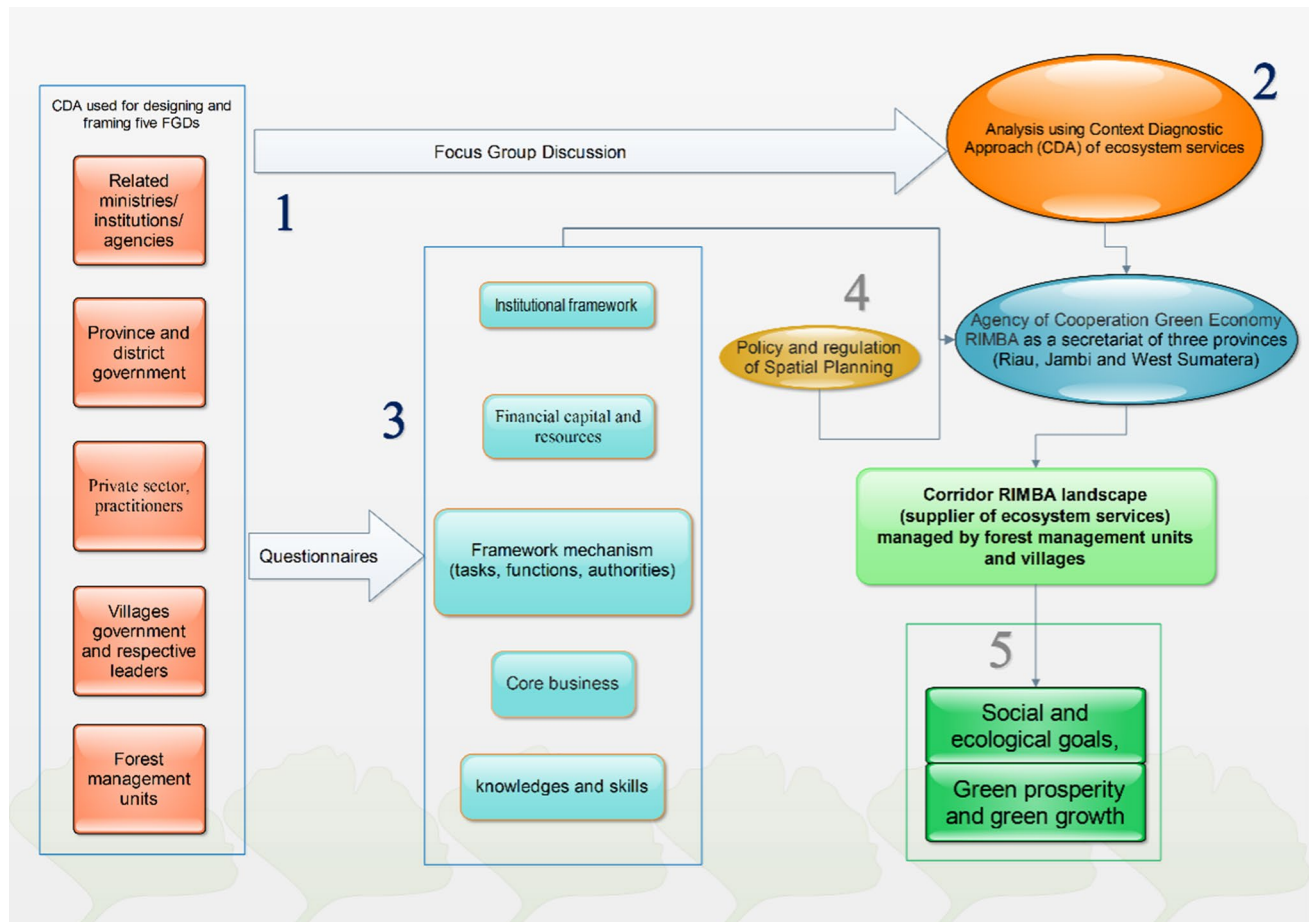 CDA used for designing and
framing five FGDs
Related
ministries/
institutions/
agencies
Province and
district
government
Private sector,
practitioners
Villages
government
and respective
leaders
Forest
management
units
1
Focus Group Discussion
Questionnaires
2
Analysis using Context Diagnostic
Approach (CDA) of ecosystem services
3
Institutional framework
Financial capital and
resources
Framework mechanism
(tasks, functions, authorities)
Core business
knowledges and skills
4
Policy and regulation
of Spatial Planning
Agency of Cooperation Green Economy
RIMBA as a secretariat of three provinces
(Riau, Jambi and West Sumatera)
Corridor RIMBA landscape
(supplier of ecosystem services)
managed by forest management units
and villages
5
Social and
ecological goals,
Green prosperity
and green growth